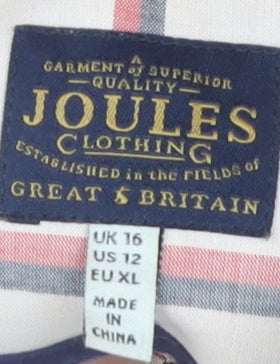 A
GARMENT of SUPERIOR
QUALITY
JOULES
CLOTHING
ESTABLISHED in the FIELDS of
GREAT & BRITAIN
UK 16
US 12
EU XL
MADE
IN
CHINA